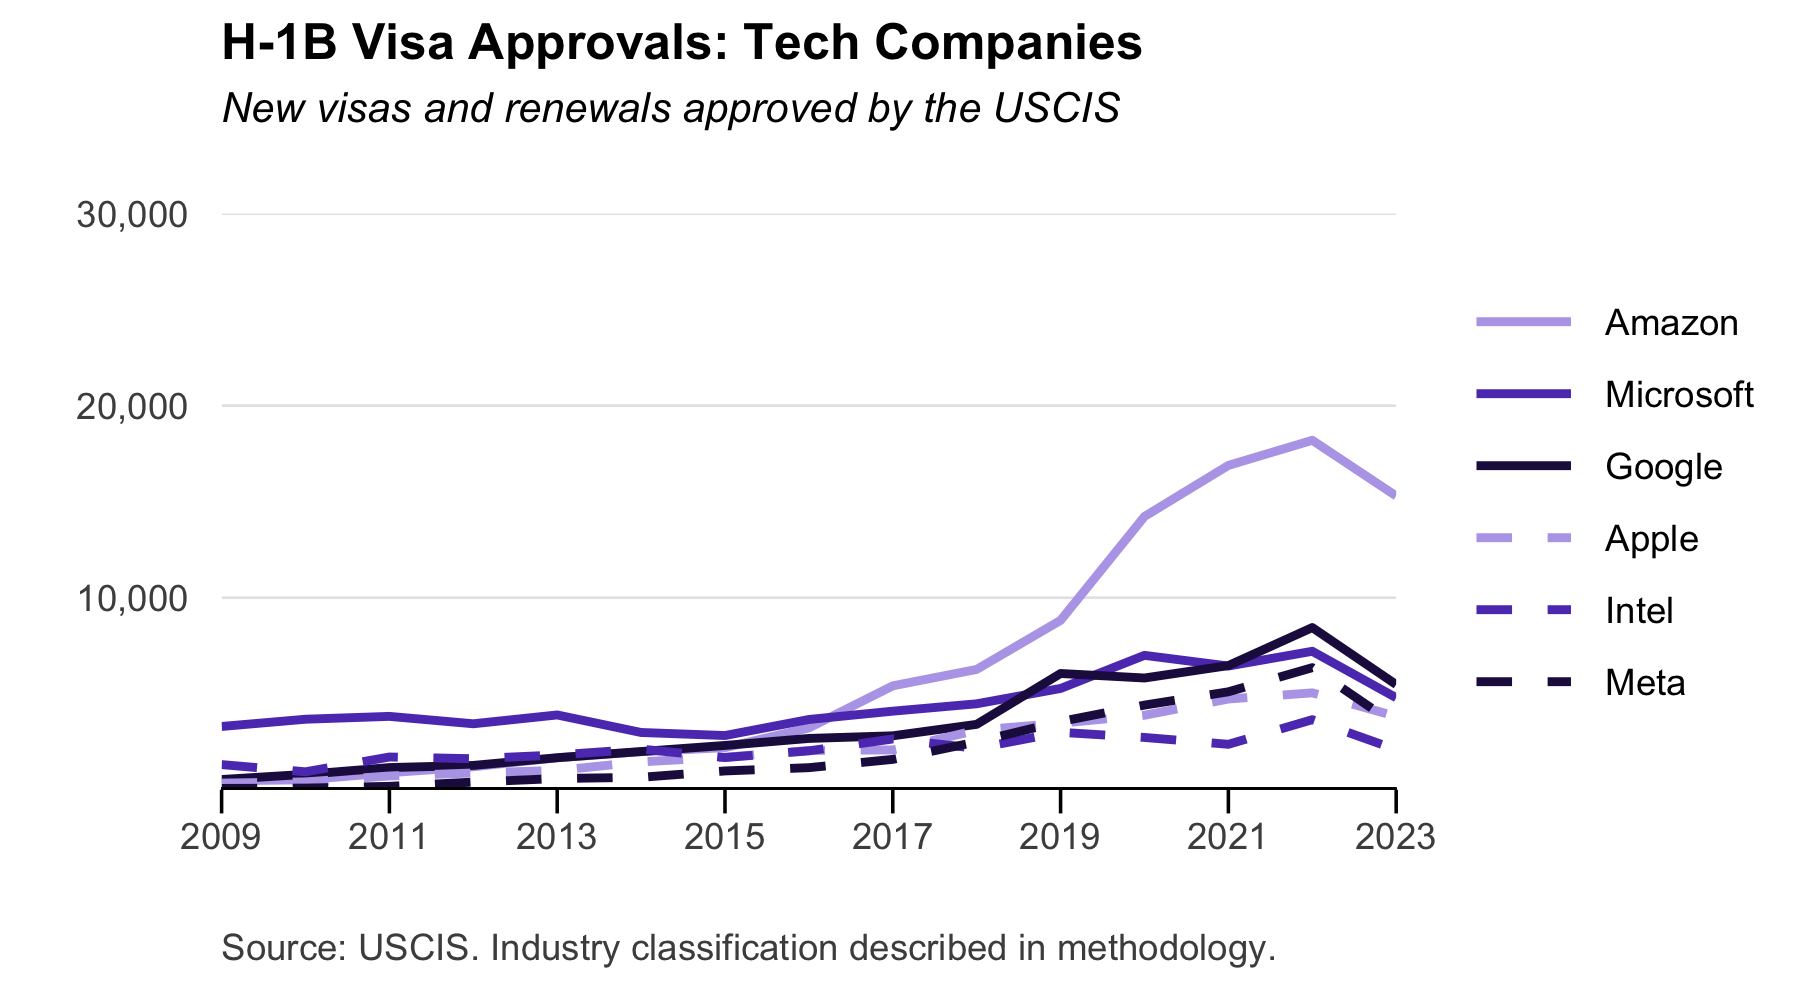 H-1B Visa Approvals: Tech Companies
New visas and renewals approved by the USCIS
30,000
20,000
10,000
Amazon
Microsoft
Google
Apple
Intel
Meta
2009 2011 2013 2015 2017 2019 2021 2023
Source: USCIS. Industry classification described in methodology.